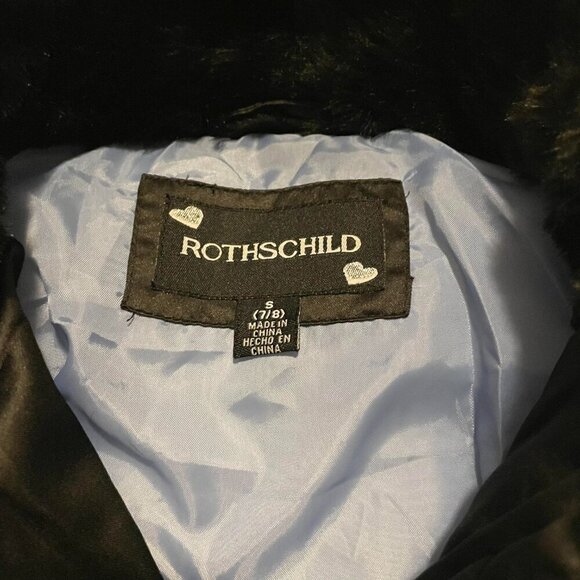 ROTHSCHILD
S
(7/8)
MADE IN
CHINA
HECHO EN
CHINA